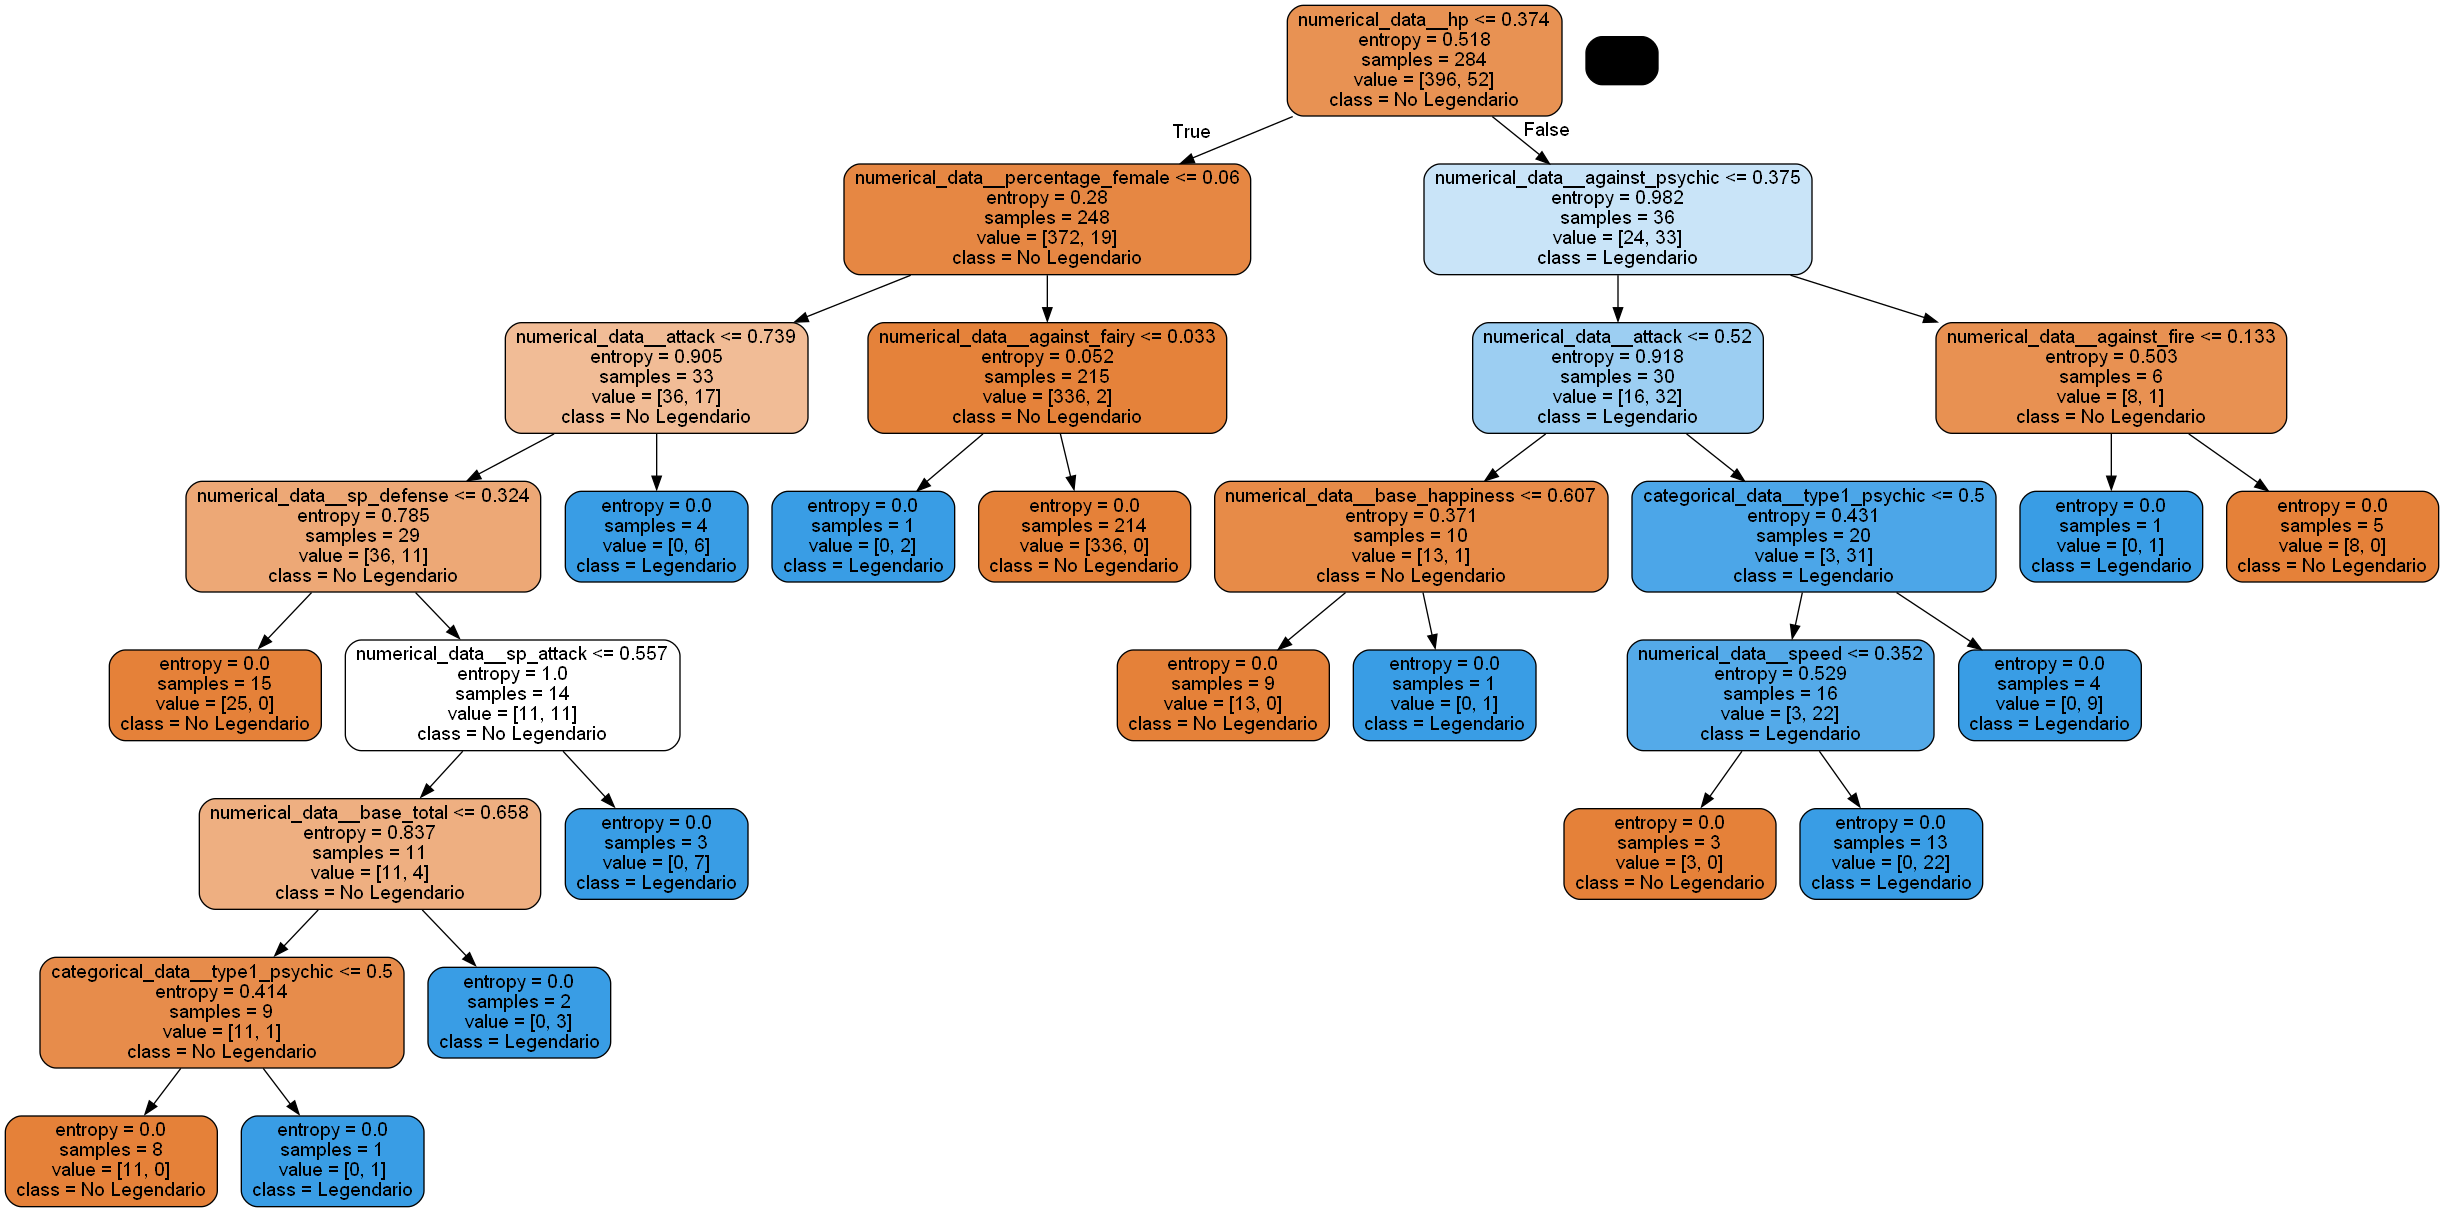 numerical_data__hp <= 0.374
entropy = 0.518
samples = 284
value = [396, 52]
class = No Legendario
True
False
numerical_data__percentage_female <= 0.06
entropy = 0.28
samples = 248
value = [372, 19]
class = No Legendario
numerical_data__against_psychic <= 0.375
entropy = 0.982
samples = 36
value = [24, 33]
class = Legendario
numerical_data__attack <= 0.739
entropy = 0.905
samples = 33
value = [36, 17]
class = No Legendario
numerical_data__against_fairy <= 0.033
entropy = 0.052
samples = 215
value = [336, 2]
class = No Legendario
numerical_data__attack <= 0.52
entropy = 0.918
samples = 30
value = [16, 32]
class = Legendario
numerical_data__against_fire <= 0.133
entropy = 0.503
samples = 6
value = [8, 1]
class = No Legendario
numerical_data__sp_defense <= 0.324
entropy = 0.785
samples = 29
value = [36, 11]
class = No Legendario
entropy = 0.0
samples = 4
value = [0, 6]
class = Legendario
entropy = 0.0
samples = 1
value = [0, 2]
class = Legendario
entropy = 0.0
samples = 214
value = [336, 0]
class = No Legendario
numerical_data__base_happiness <= 0.607
entropy = 0.371
samples = 10
value = [13, 1]
class = No Legendario
categorical_data__type1_psychic <= 0.5
entropy = 0.431
samples = 20
value = [3, 31]
class = Legendario
entropy = 0.0
samples = 1
value = [0, 1]
class = Legendario
entropy = 0.0
samples = 5
value = [8, 0]
class = No Legendario
entropy = 0.0
samples = 15
value = [25, 0]
class = No Legendario
numerical_data__sp_attack <= 0.557
entropy = 1.0
samples = 14
value = [11, 11]
class = No Legendario
entropy = 0.0
samples = 9
value = [13, 0]
class = No Legendario
entropy = 0.0
samples = 1
value = [0, 1]
class = Legendario
numerical_data__speed <= 0.352
entropy = 0.529
samples = 16
value = [3, 22]
class = Legendario
entropy = 0.0
samples = 4
value = [0, 9]
class = Legendario
numerical_data__base_total <= 0.658
entropy = 0.837
samples = 11
value = [11, 4]
class = No Legendario
entropy = 0.0
samples = 3
value = [0, 7]
class = Legendario
entropy = 0.0
samples = 3
value = [3, 0]
class = No Legendario
entropy = 0.0
samples = 13
value = [0, 22]
class = Legendario
categorical_data__type1_psychic <= 0.5
entropy = 0.414
samples = 9
value = [11, 1]
class = No Legendario
entropy = 0.0
samples = 2
value = [0, 3]
class = Legendario
entropy = 0.0
samples = 8
value = [11, 0]
class = No Legendario
entropy = 0.0
samples = 1
value = [0, 1]
class = Legendario